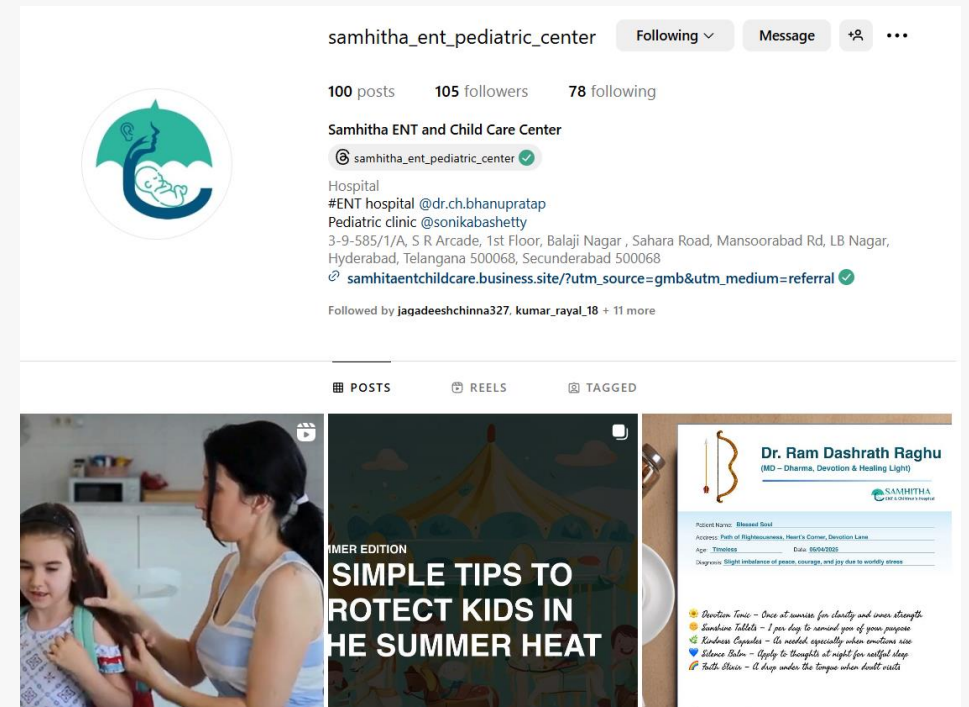 samhitha_ent_pediatric_center Following Message
100 posts 105 followers 78 following
Samhitha ENT and Child Care Center
samhitha_ent_pediatric_center
Hospital
#ENT hospital @dr.ch.bhanupratap
Pediatric clinic @sonikabashetty
3-9-585/1/A, S R Arcade, 1st Floor, Balaji Nagar , Sahara Road, Mansoorabad Rd, LB Nagar,
Hyderabad, Telangana 500068, Secunderabad 500068
samhitaentchildcare.business.site/?utm_source=gmb&utm_medium=referral
Followed by jagadeeshchinna327, kumar_rayal_18 + 11 more
POSTS REELS TAGGED
MMER EDITION
SIMPLE TIPS TO
ROTECT KIDS IN
HE SUMMER HEAT
Dr. Ram Dashrath Raghu
(MD – Dharma, Devotion & Healing Light)
SAMHITHA
Patient Name: Blessed Soul
Address: Path of Righteousness, Heart's Corner, Devotion Lane
Age: Timeless Date: 06/04/2025
Diagnosis: Slight imbalance of peace, courage, and joy due to worldly stress
Devotion Tonic – Once at sunrise for clarity and inner strength
Sunshine Tablets – 1 per day to remind you of your purpose
Kindness Capsules – As needed especially when emotions rise
Silence Balm – Apply to thoughts at night for restful sleep
Faith Elixir – A drop under the tongue when doubt visits